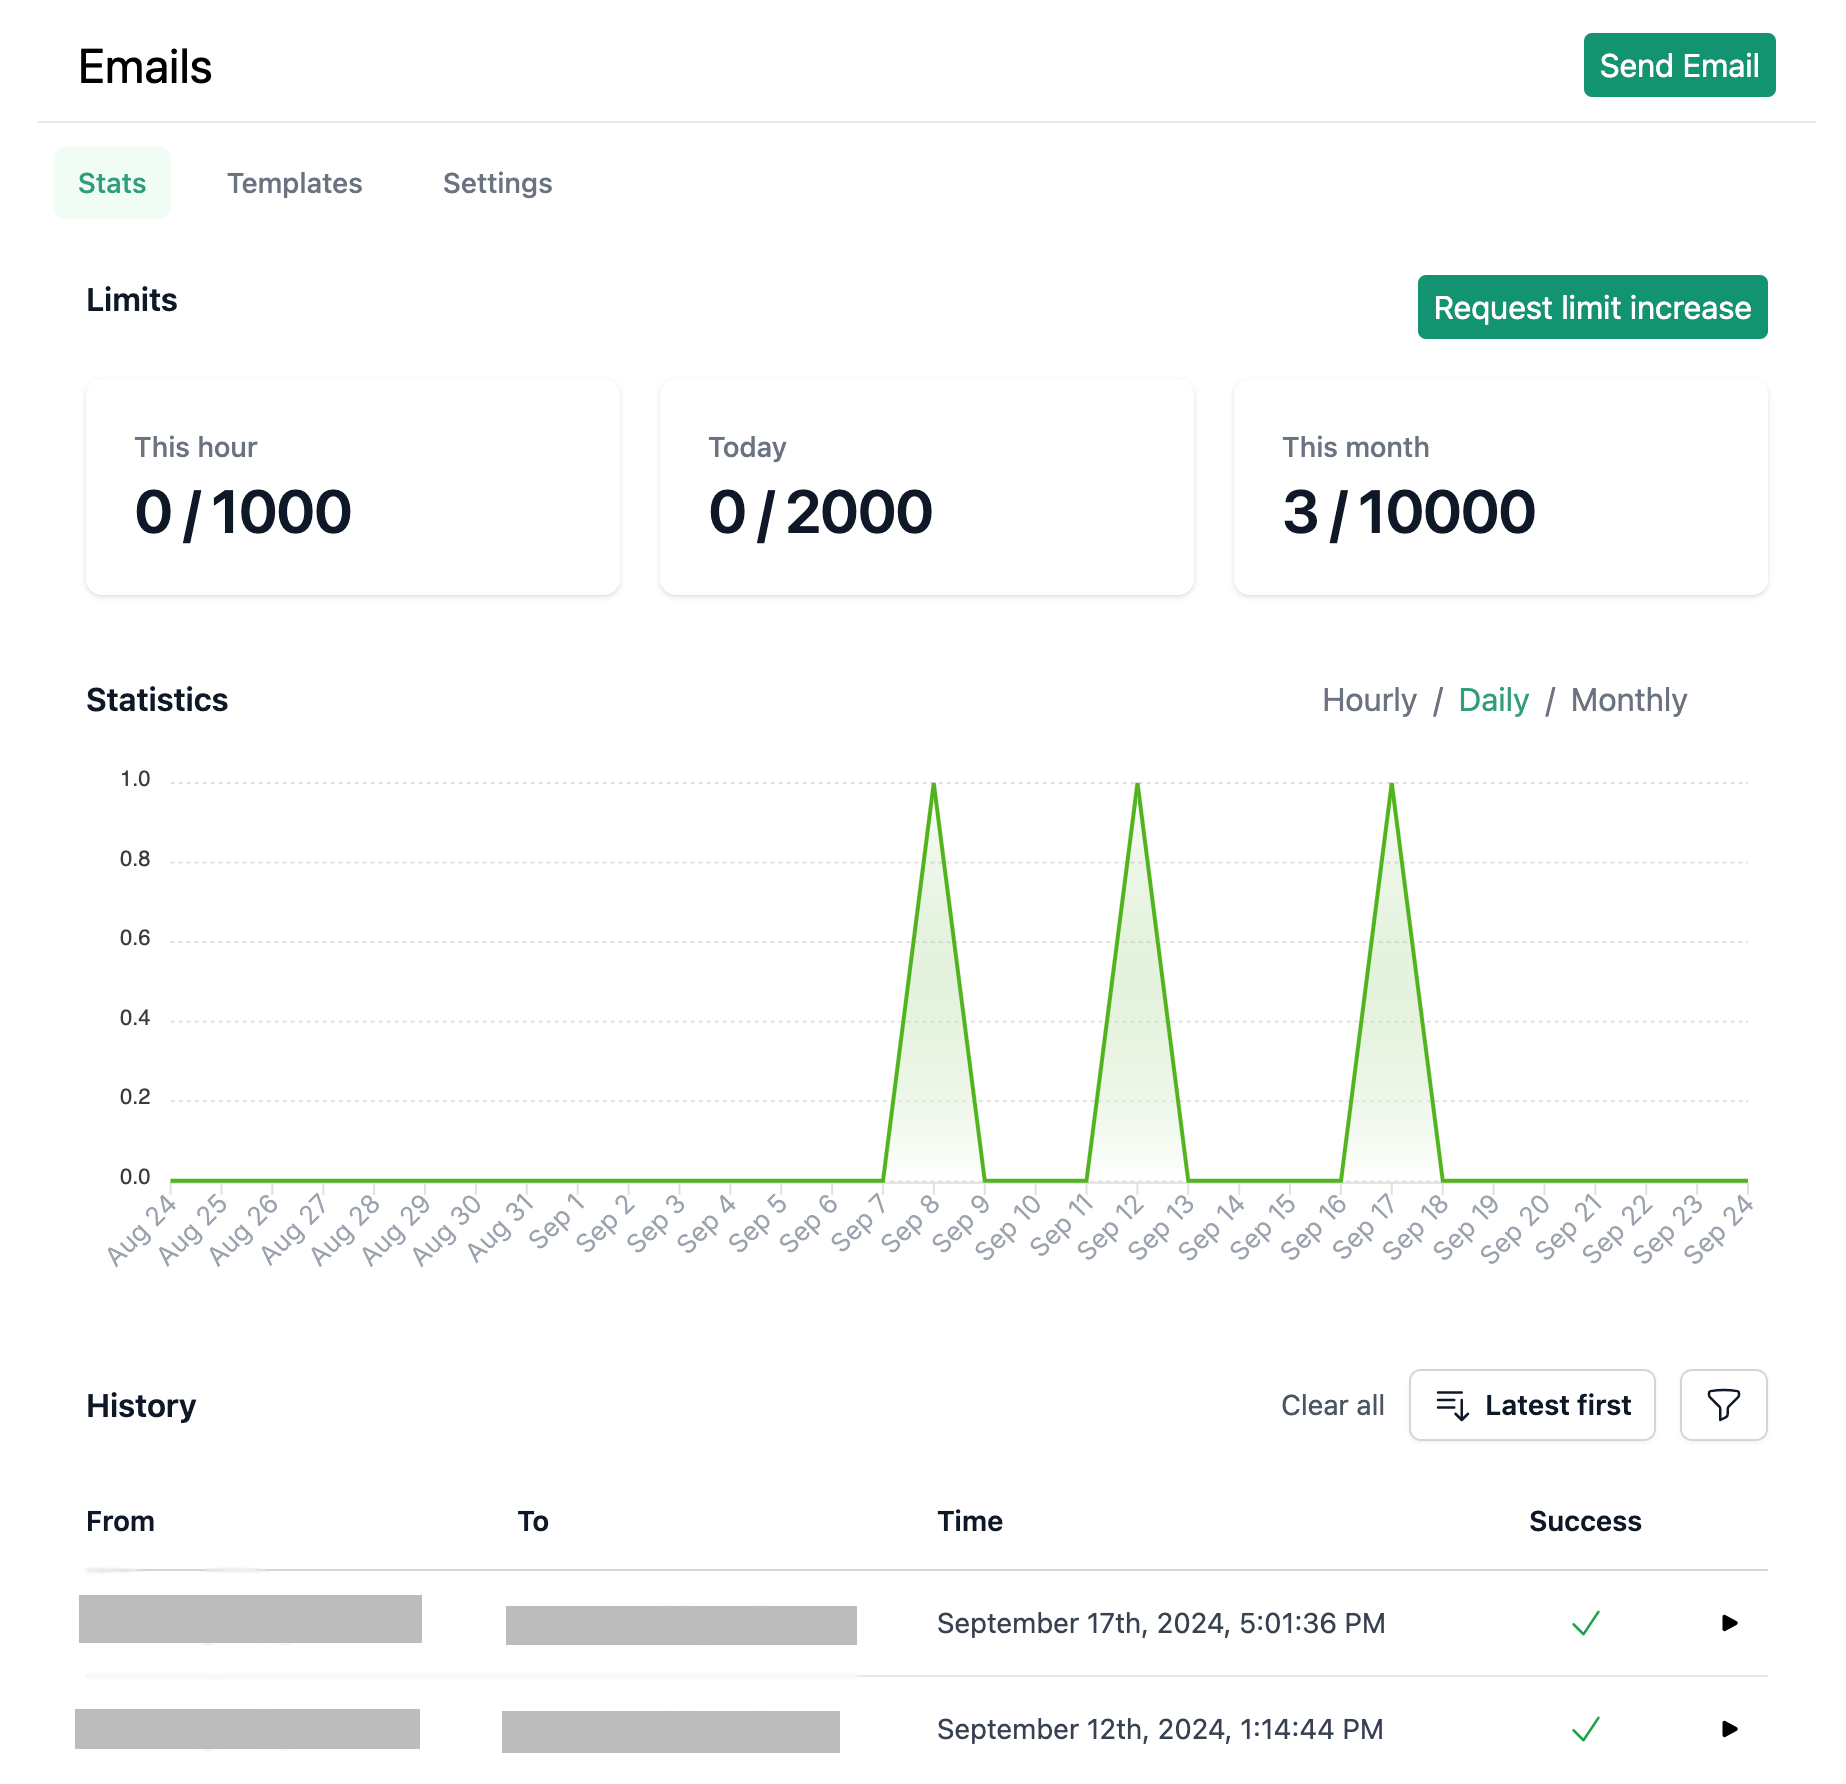 Emails
Send Email
Stats Templates Settings
Limits
Request limit increase
This hour
0 / 1000
Today
0 / 2000
This month
3 / 10000
Statistics
Hourly / Daily / Monthly
1.0
0.8
0.6
0.4
0.2
0.0
Aug 24
Aug 25
Aug 26
Aug 27
Aug 28
Aug 29
Aug 30
Aug 31
Sep 1
Sep 2
Sep 3
Sep 4
Sep 5
Sep 6
Sep 7
Sep 8
Sep 9
Sep 10
Sep 11
Sep 12
Sep 13
Sep 14
Sep 15
Sep 16
Sep 17
Sep 18
Sep 19
Sep 20
Sep 21
Sep 22
Sep 23
Sep 24
History
Clear all
Latest first
From To Time Success
September 17th, 2024, 5:01:36 PM
September 12th, 2024, 1:14:44 PM